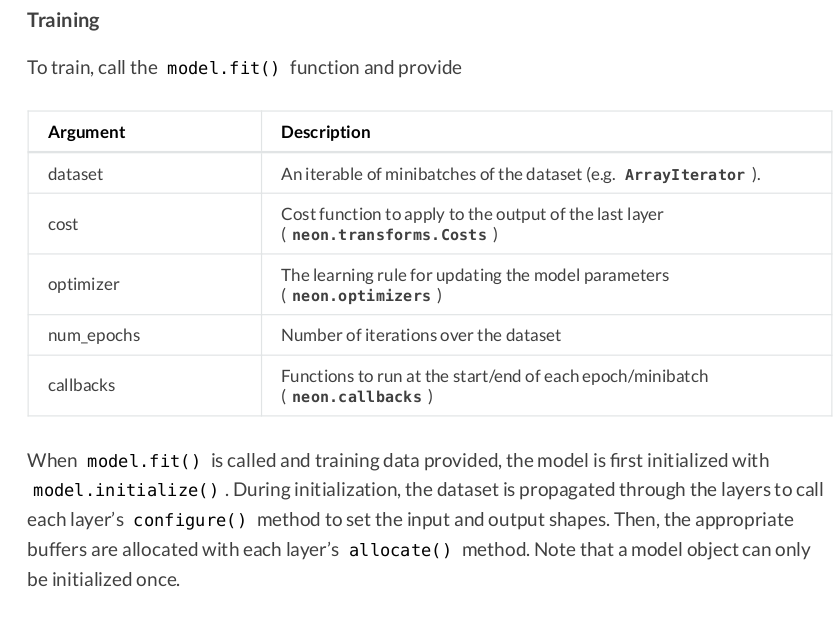 Training
To train, call the model.fit() function and provide
Argument Description
dataset An iterable of minibatches of the dataset (e.g. ArrayIterator ).
cost Cost function to apply to the output of the last layer
( neon.transforms.Costs )
optimizer The learning rule for updating the model parameters
( neon.optimizers )
num_epochs Number of iterations over the dataset
callbacks Functions to run at the start/end of each epoch/minibatch
( neon.callbacks )
When model.fit() is called and training data provided, the model is first initialized with
model.initialize() . During initialization, the dataset is propagated through the layers to call
each layer’s configure() method to set the input and output shapes. Then, the appropriate
buffers are allocated with each layer’s allocate() method. Note that a model object can only
be initialized once.